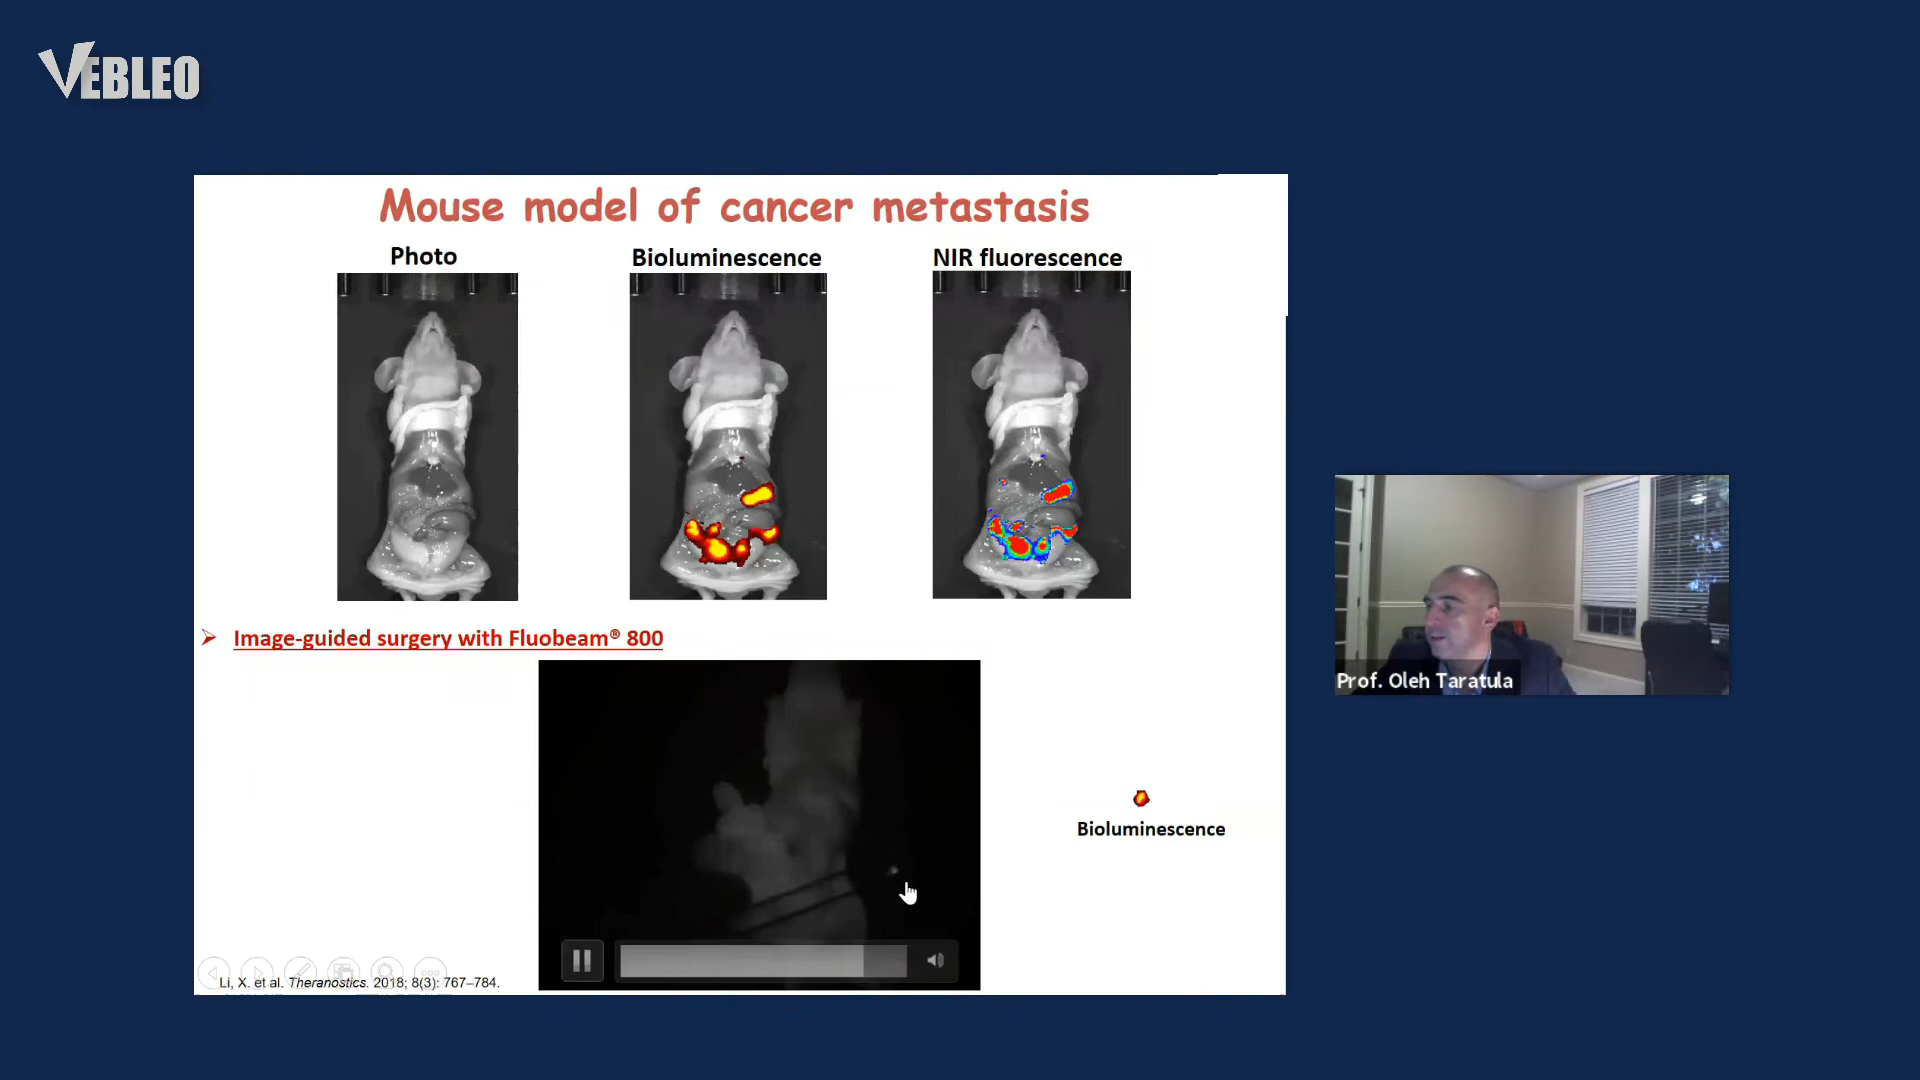 VEBLEO
Mouse model of cancer metastasis
Photo
Bioluminescence
NIR fluorescence
➢ Image-guided surgery with Fluobeam® 800
Prof. Oleh Taratula
Bioluminescence
Li, X. et al. Theranostics. 2018; 8(3): 767–784.